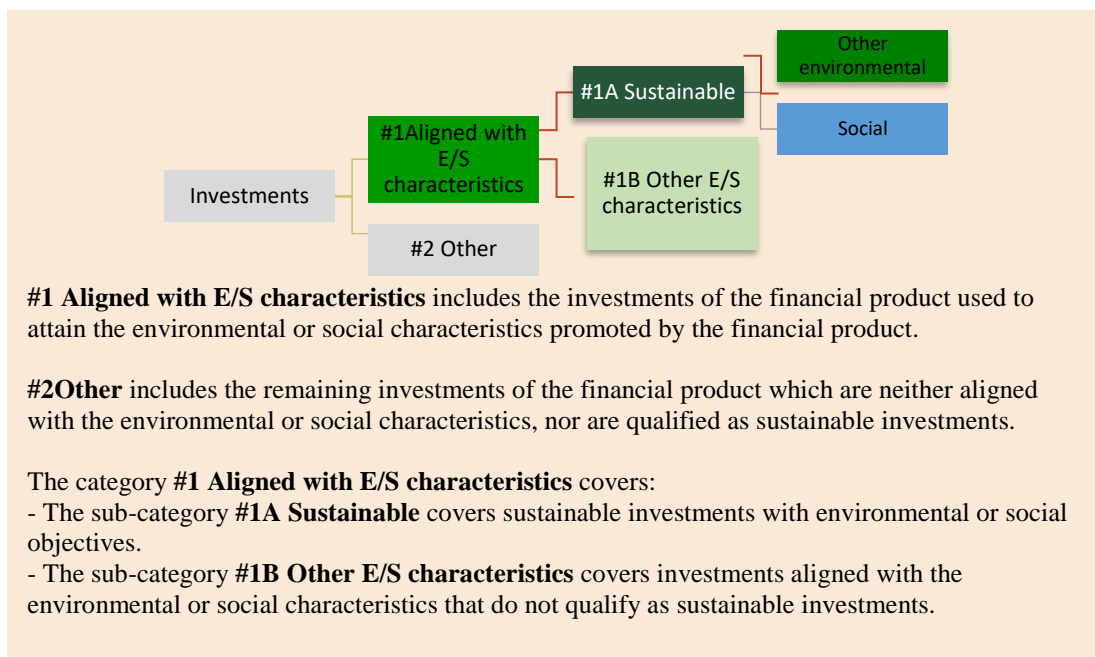 Other
environmental
#1A Sustainable
Social
#1Aligned with
E/S
characteristics
#1B Other E/S
characteristics
Investments
#2 Other
#1 Aligned with E/S characteristics includes the investments of the financial product used to
attain the environmental or social characteristics promoted by the financial product.
#2Other includes the remaining investments of the financial product which are neither aligned
with the environmental or social characteristics, nor are qualified as sustainable investments.
The category #1 Aligned with E/S characteristics covers:
- The sub-category #1A Sustainable covers sustainable investments with environmental or social
objectives.
- The sub-category #1B Other E/S characteristics covers investments aligned with the
environmental or social characteristics that do not qualify as sustainable investments.